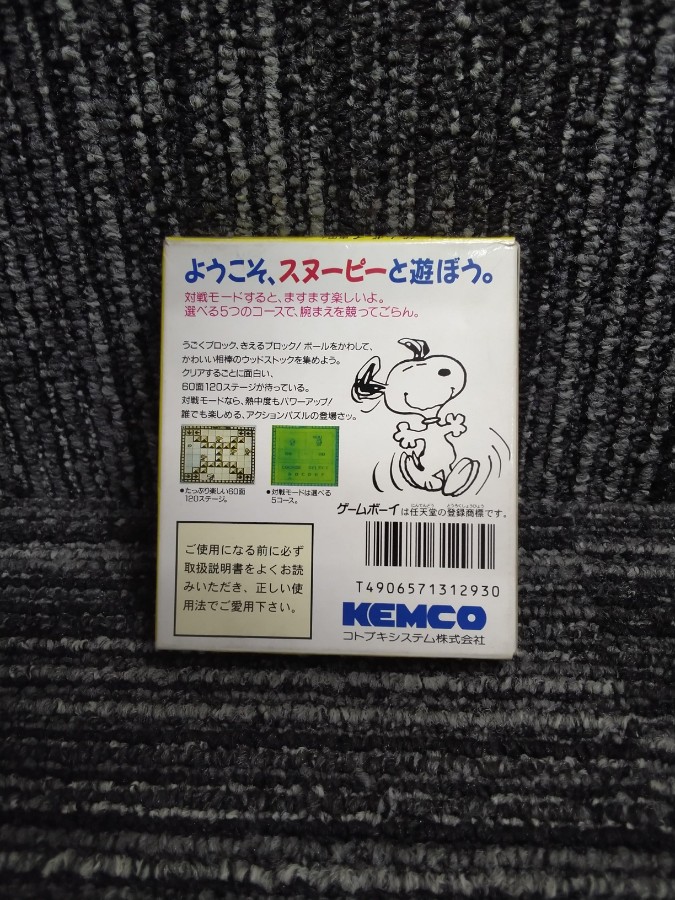 ようこそ、スヌーピーと遊ぼう。
対戦モードすると、ますます楽しいよ。
選べる5つのコースで、腕まえを競ってごらん。
うごくブロック、きえるブロック! ボールをかわして、
かわいい相棒のウッドストックを集めよう。
クリアするごとに面白い、
60面120ステージが待っている。
対戦モードなら、熱中度もパワーアップ!
誰でも楽しめる、アクションパズルの登場さッ。
●たっぷり楽しい60面
120ステージ。
●対戦モードは選べる
5コース。
ゲームボーイは任天堂の登録商標です。
ご使用になる前に必ず
取扱説明書をよくお読
みいただき、正しい使
用法でご愛用下さい。
T4906571312930
KEMCO
コトブキシステム株式会社